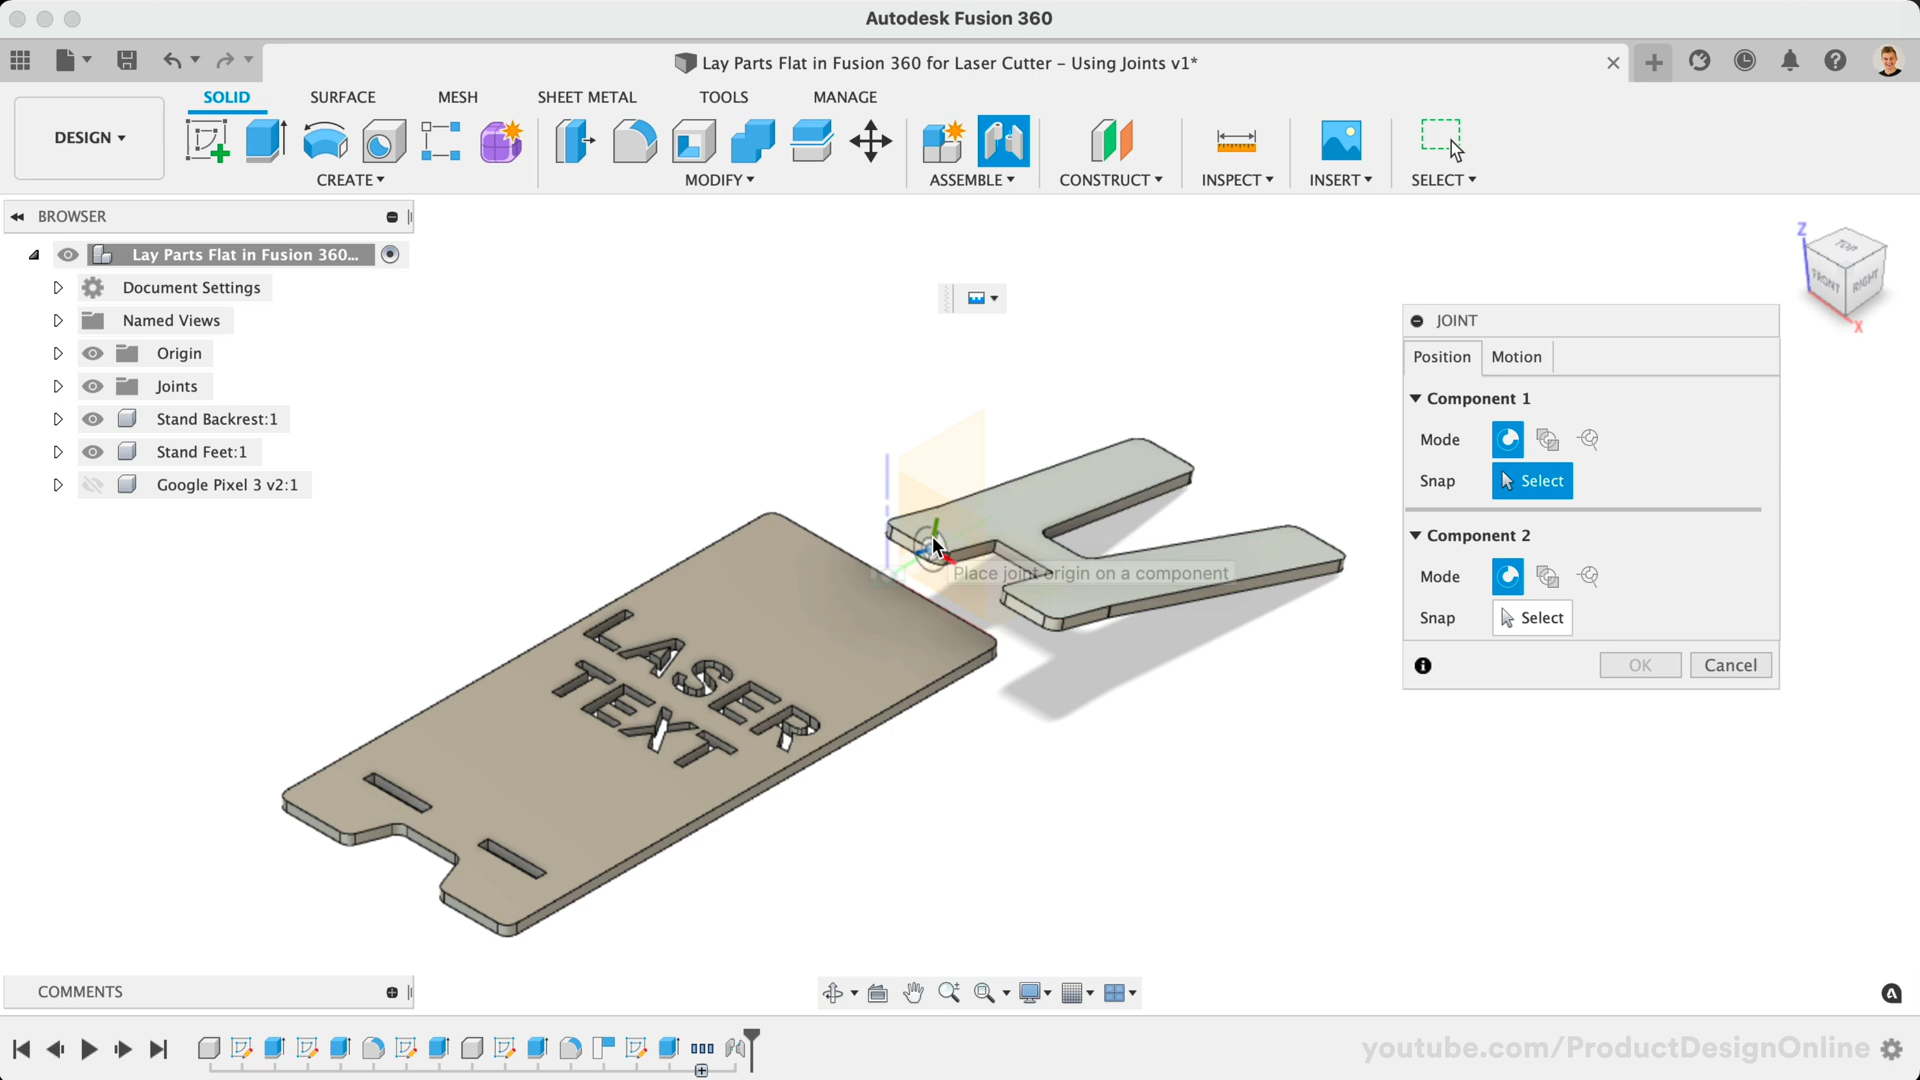 Autodesk Fusion 360
Lay Parts Flat in Fusion 360 for Laser Cutter – Using Joints v1*
SOLID SURFACE MESH SHEET METAL TOOLS MANAGE
DESIGN
CREATE MODIFY ASSEMBLE CONSTRUCT INSPECT INSERT SELECT
BROWSER
Lay Parts Flat in Fusion 360...
Document Settings
Named Views
Origin
Joints
Stand Backrest:1
Stand Feet:1
Google Pixel 3 v2:1
Z
TOP
FRONT RIGHT
X
JOINT
Position Motion
Component 1
Mode
Snap Select
Component 2
Mode
Snap Select
OK Cancel
Place joint origin on a component
LASER
TEXT
COMMENTS
youtube.com/ProductDesignOnline